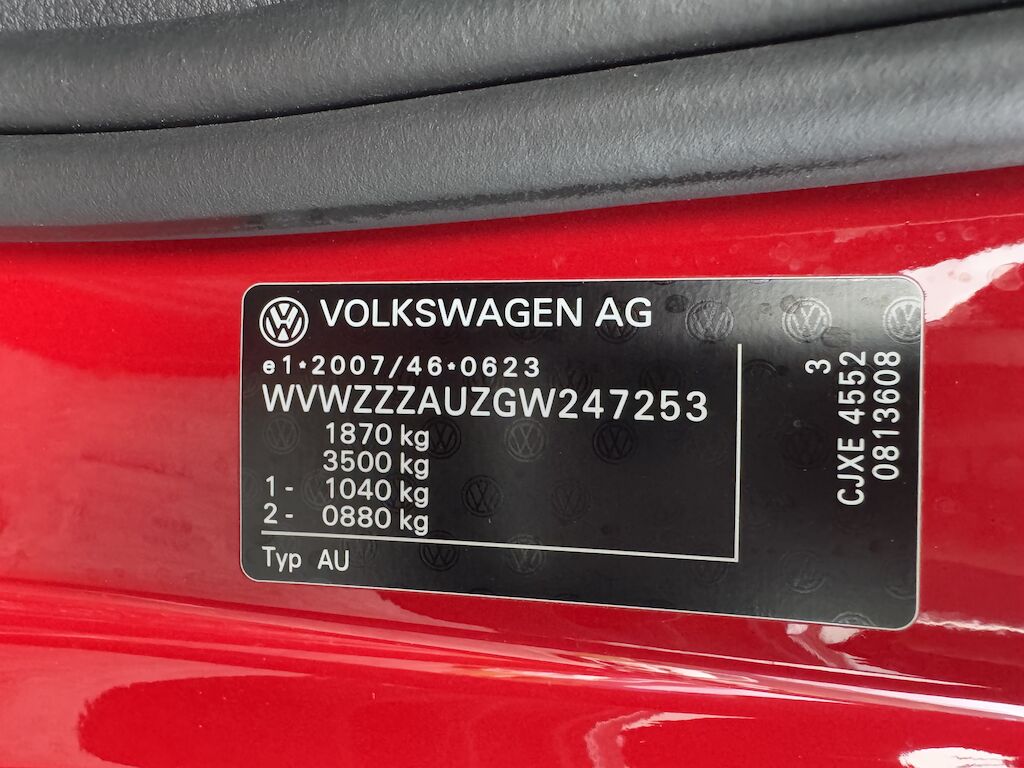 VOLKSWAGEN AG
e1*2007/46*0623
WVWZZZAUZGW247253
1870 kg
3500 kg
1- 1040 kg
2- 0880 kg
Typ AU
3
CJXE 4552
0813608